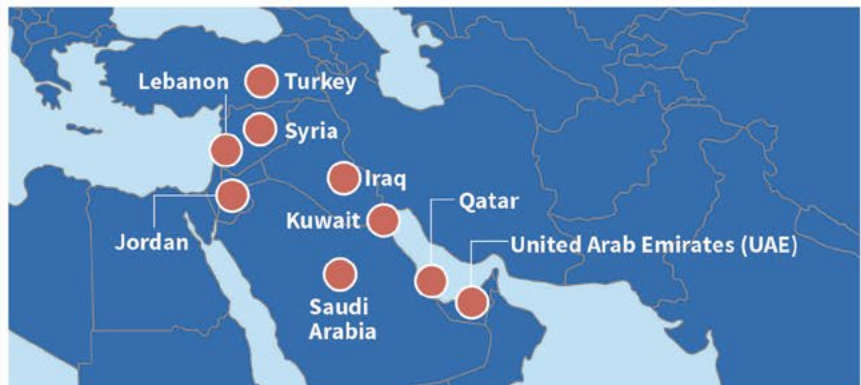 Lebanon
Turkey
Syria
Iraq
Qatar
Kuwait
Jordan
United Arab Emirates (UAE)
Saudi
Arabia